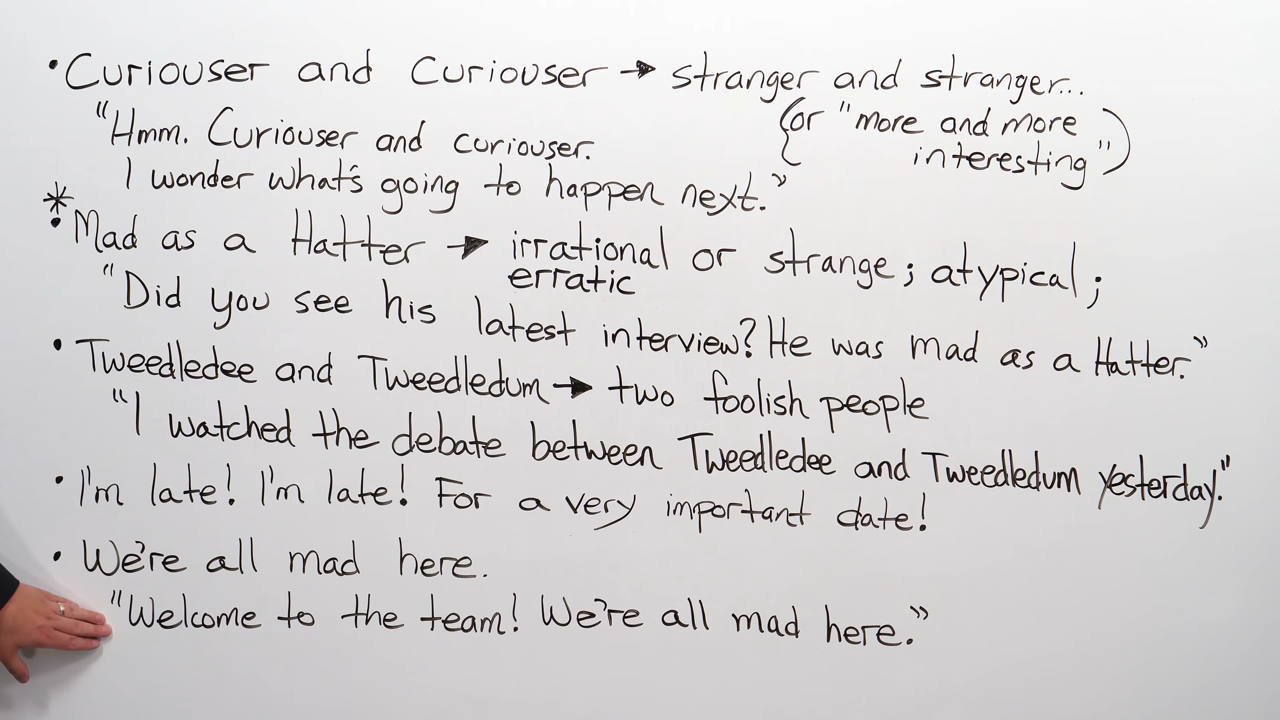 • Curiouser and Curiouser → stranger and stranger...
(or "more and more
interesting")
"Hmm. Curiouser and curiouser.
I wonder what's going to happen next."
*
• Mad as a Hatter → irrational or strange; atypical;
erratic
"Did you see his latest interview? He was mad as a Hatter."
• Tweedledee and Tweedledum → two foolish people
"I watched the debate between Tweedledee and Tweedledum yesterday."
• I'm late! I'm late! For a very important date!
• We're all mad here.
"Welcome to the team! We're all mad here."